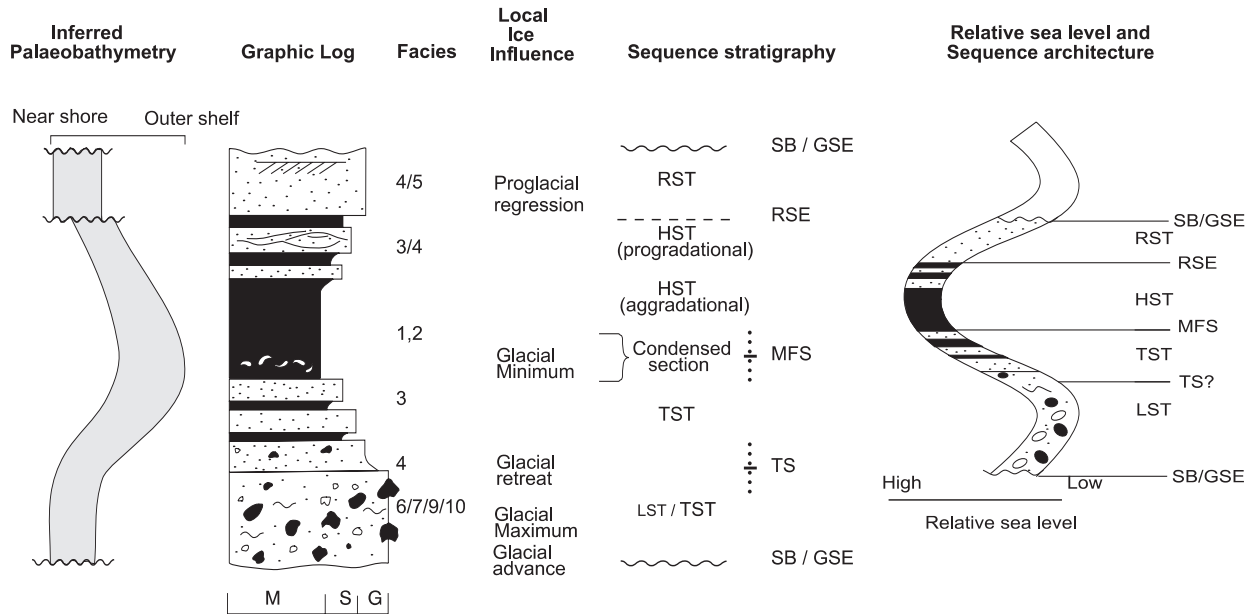 Inferred
Palaeobathymetry
Graphic Log
Facies
Local
Ice
Influence
Sequence stratigraphy
Relative sea level and
Sequence architecture
Near shore
Outer shelf
4/5
3/4
1,2
3
4
6/7/9/10
M
S
G
Proglacial
regression
Glacial
Minimum
Glacial
retreat
Glacial
Maximum
Glacial
advance
SB / GSE
RST
RSE
HST
(progradational)
HST
(aggradational)
Condensed
section
MFS
TST
TS
LST / TST
SB / GSE
SB/GSE
RST
RSE
HST
MFS
TST
TS?
LST
SB/GSE
High
Low
Relative sea level